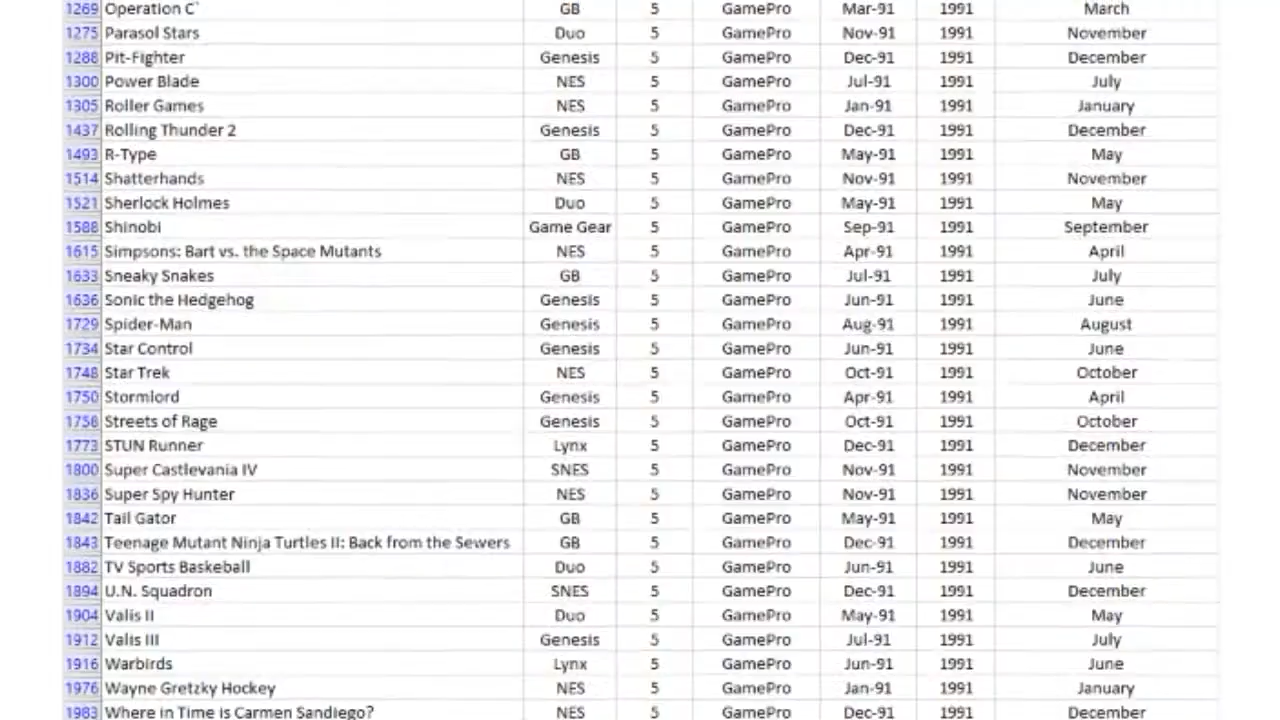 1269 Operation C` GB 5 GamePro Mar-91 1991 March
1275 Parasol Stars Duo 5 GamePro Nov-91 1991 November
1288 Pit-Fighter Genesis 5 GamePro Dec-91 1991 December
1300 Power Blade NES 5 GamePro Jul-91 1991 July
1305 Roller Games NES 5 GamePro Jan-91 1991 January
1437 Rolling Thunder 2 Genesis 5 GamePro Dec-91 1991 December
1493 R-Type GB 5 GamePro May-91 1991 May
1514 Shatterhands NES 5 GamePro Nov-91 1991 November
1521 Sherlock Holmes Duo 5 GamePro May-91 1991 May
1588 Shinobi Game Gear 5 GamePro Sep-91 1991 September
1615 Simpsons: Bart vs. the Space Mutants NES 5 GamePro Apr-91 1991 April
1633 Sneaky Snakes GB 5 GamePro Jul-91 1991 July
1636 Sonic the Hedgehog Genesis 5 GamePro Jun-91 1991 June
1729 Spider-Man Genesis 5 GamePro Aug-91 1991 August
1734 Star Control Genesis 5 GamePro Jun-91 1991 June
1748 Star Trek NES 5 GamePro Oct-91 1991 October
1750 Stormlord Genesis 5 GamePro Apr-91 1991 April
1758 Streets of Rage Genesis 5 GamePro Oct-91 1991 October
1773 STUN Runner Lynx 5 GamePro Dec-91 1991 December
1800 Super Castlevania IV SNES 5 GamePro Nov-91 1991 November
1836 Super Spy Hunter NES 5 GamePro Nov-91 1991 November
1842 Tail Gator GB 5 GamePro May-91 1991 May
1843 Teenage Mutant Ninja Turtles II: Back from the Sewers GB 5 GamePro Dec-91 1991 December
1882 TV Sports Baskeball Duo 5 GamePro Jun-91 1991 June
1894 U.N. Squadron SNES 5 GamePro Dec-91 1991 December
1904 Valis II Duo 5 GamePro May-91 1991 May
1912 Valis III Genesis 5 GamePro Jul-91 1991 July
1916 Warbirds Lynx 5 GamePro Jun-91 1991 June
1976 Wayne Gretzky Hockey NES 5 GamePro Jan-91 1991 January
1983 Where in Time is Carmen Sandiego? NES 5 GamePro Dec-91 1991 December